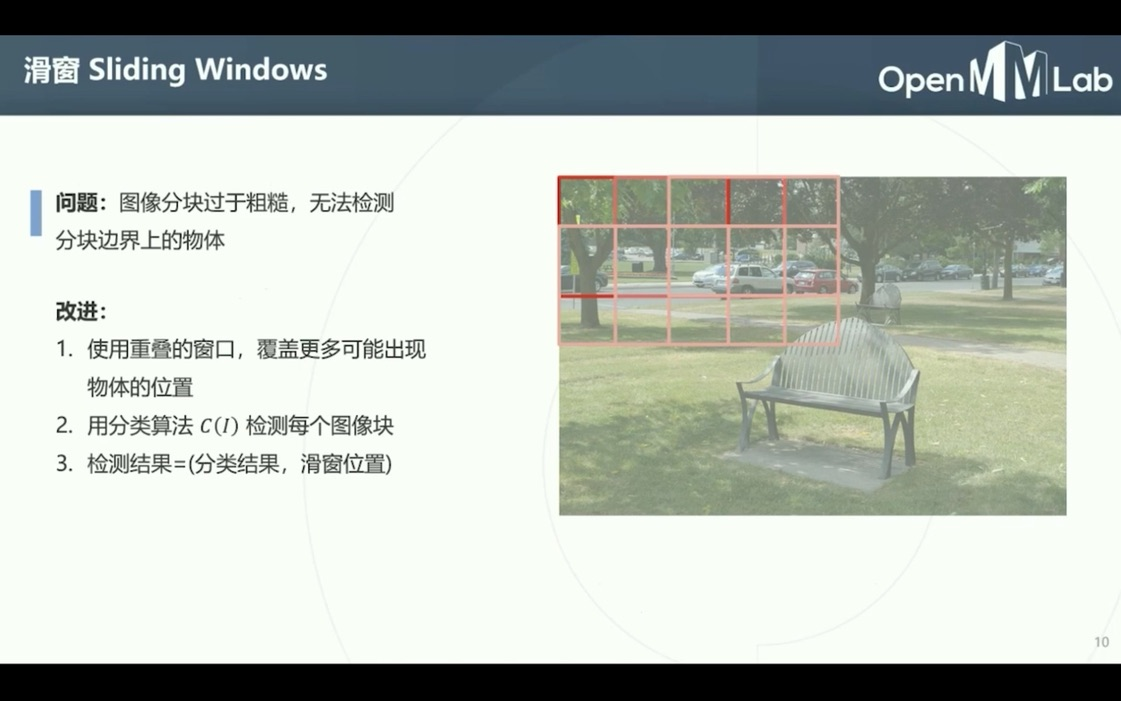 滑窗 Sliding Windows
OpenMMLab
问题：图像分块过于粗糙，无法检测
分块边界上的物体
改进：
1. 使用重叠的窗口，覆盖更多可能出现
物体的位置
2. 用分类算法 C(I) 检测每个图像块
3. 检测结果=(分类结果，滑窗位置)
10